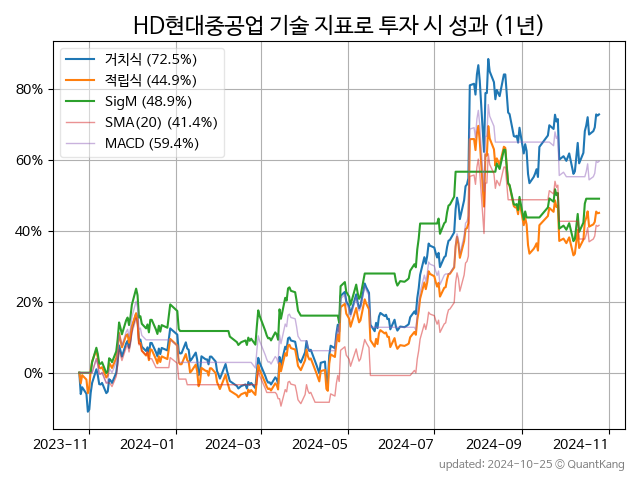 HD현대중공업 기술 지표로 투자 시 성과 (1년)
거치식 (72.5%)
적립식 (44.9%)
SigM (48.9%)
SMA(20) (41.4%)
MACD (59.4%)
80%
60%
40%
20%
0%
2023-11 2024-01 2024-03 2024-05 2024-07 2024-09 2024-11
updated: 2024-10-25 © QuantKang